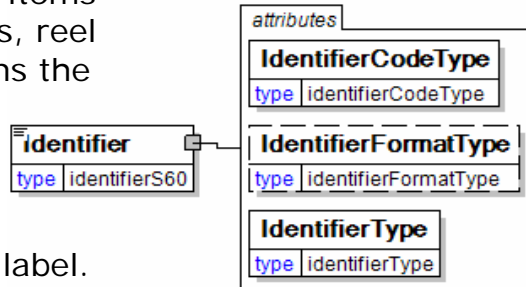 items
s, reel
ns the
label.
identifier
type identifierS60
attributes
IdentifierCodeType
type identifierCodeType
IdentifierFormatType
type identifierFormatType
IdentifierType
type identifierType